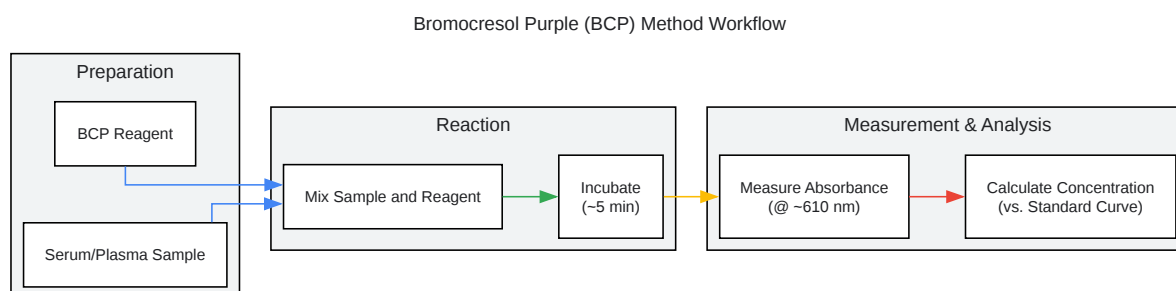 Bromocresol Purple (BCP) Method Workflow
Preparation
BCP Reagent
Serum/Plasma Sample
Reaction
Mix Sample and Reagent
Incubate
(~5 min)
Measurement & Analysis
Measure Absorbance
(@ ~610 nm)
Calculate Concentration
(vs. Standard Curve)